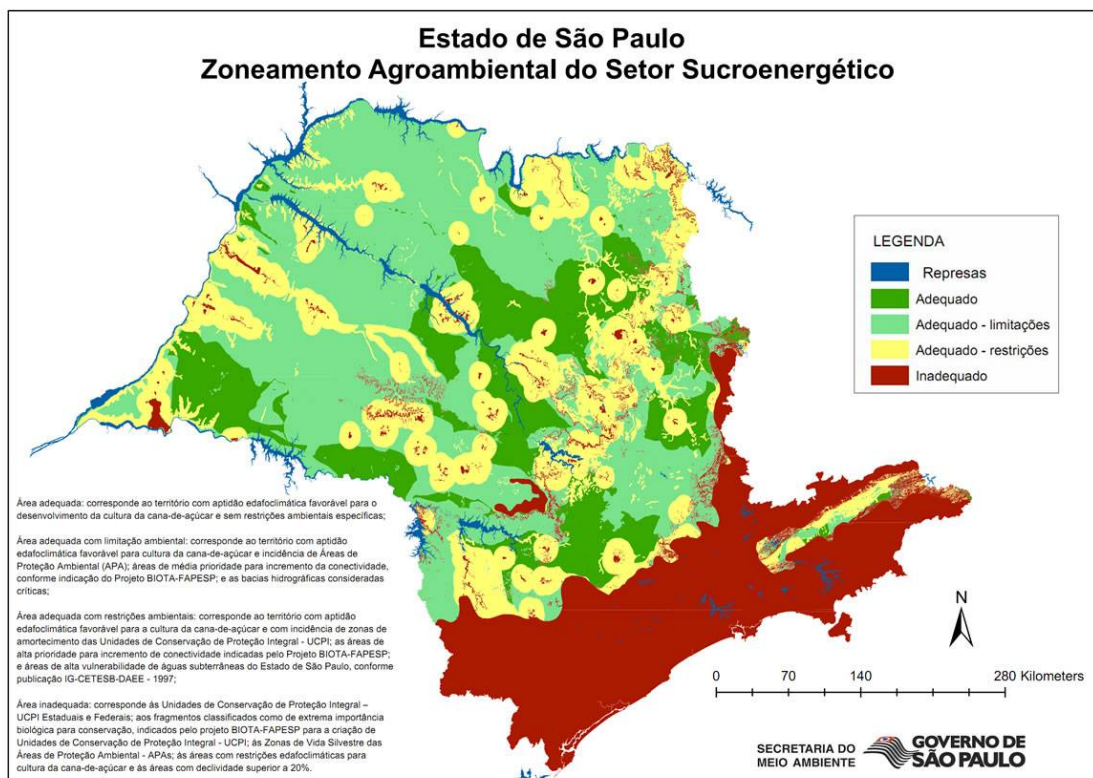 Estado de São Paulo
Zoneamento Agroambiental do Setor Sucroenergético
LEGENDA
Represas
Adequado
Adequado - limitações
Adequado - restrições
Inadequado
Área adequada: corresponde ao território com aptidão edafoclimática favorável para o
desenvolvimento da cultura da cana-de-açúcar e sem restrições ambientais específicas;
Área adequada com limitação ambiental: corresponde ao território com aptidão
edafoclimática favorável para cultura da cana-de-açúcar e incidência de Áreas de
Proteção Ambiental (APA); áreas de média prioridade para incremento da conectividade,
conforme indicação do Projeto BIOTA-FAPESP; e as bacias hidrográficas consideradas
críticas;
Área adequada com restrições ambientais: corresponde ao território com aptidão
edafoclimática favorável para a cultura da cana-de-açúcar e com incidência de zonas de
amortecimento das Unidades de Conservação de Proteção Integral - UCPI; as áreas de
alta prioridade para incremento de conectividade indicadas pelo Projeto BIOTA-FAPESP;
e áreas de alta vulnerabilidade de águas subterrâneas do Estado de São Paulo, conforme
publicação IG-CETESB-DAEE - 1997;
Área inadequada: corresponde às Unidades de Conservação de Proteção Integral –
UCPI Estaduais e Federais; aos fragmentos classificados como de extrema importância
biológica para conservação, indicados pelo projeto BIOTA-FAPESP para a criação de
Unidades de Conservação de Proteção Integral - UCPI; às Zonas de Vida Silvestre das
Áreas de Proteção Ambiental - APAs; às áreas com restrições edafoclimáticas para
cultura da cana-de-açúcar e às áreas com declividade superior a 20%.
N
0 70 140 280 Kilometers
SECRETARIA DO
MEIO AMBIENTE
GOVERNO DE
SÃO PAULO